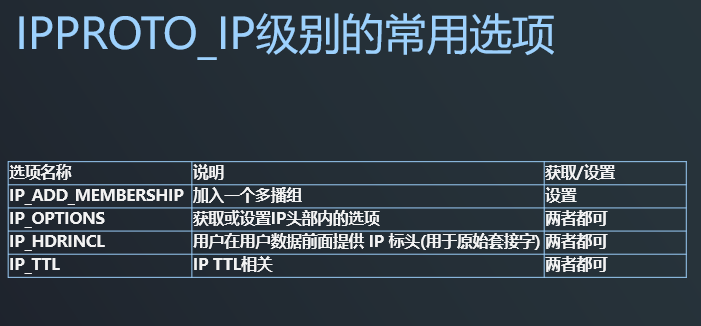 IPPROTO_IP级别的常用选项
选项名称 说明 获取/设置
IP_ADD_MEMBERSHIP 加入一个多播组 设置
IP_OPTIONS 获取或设置IP头部内的选项 两者都可
IP_HDRINCL 用户在用户数据前面提供 IP 标头(用于原始套接字) 两者都可
IP_TTL IP TTL相关 两者都可